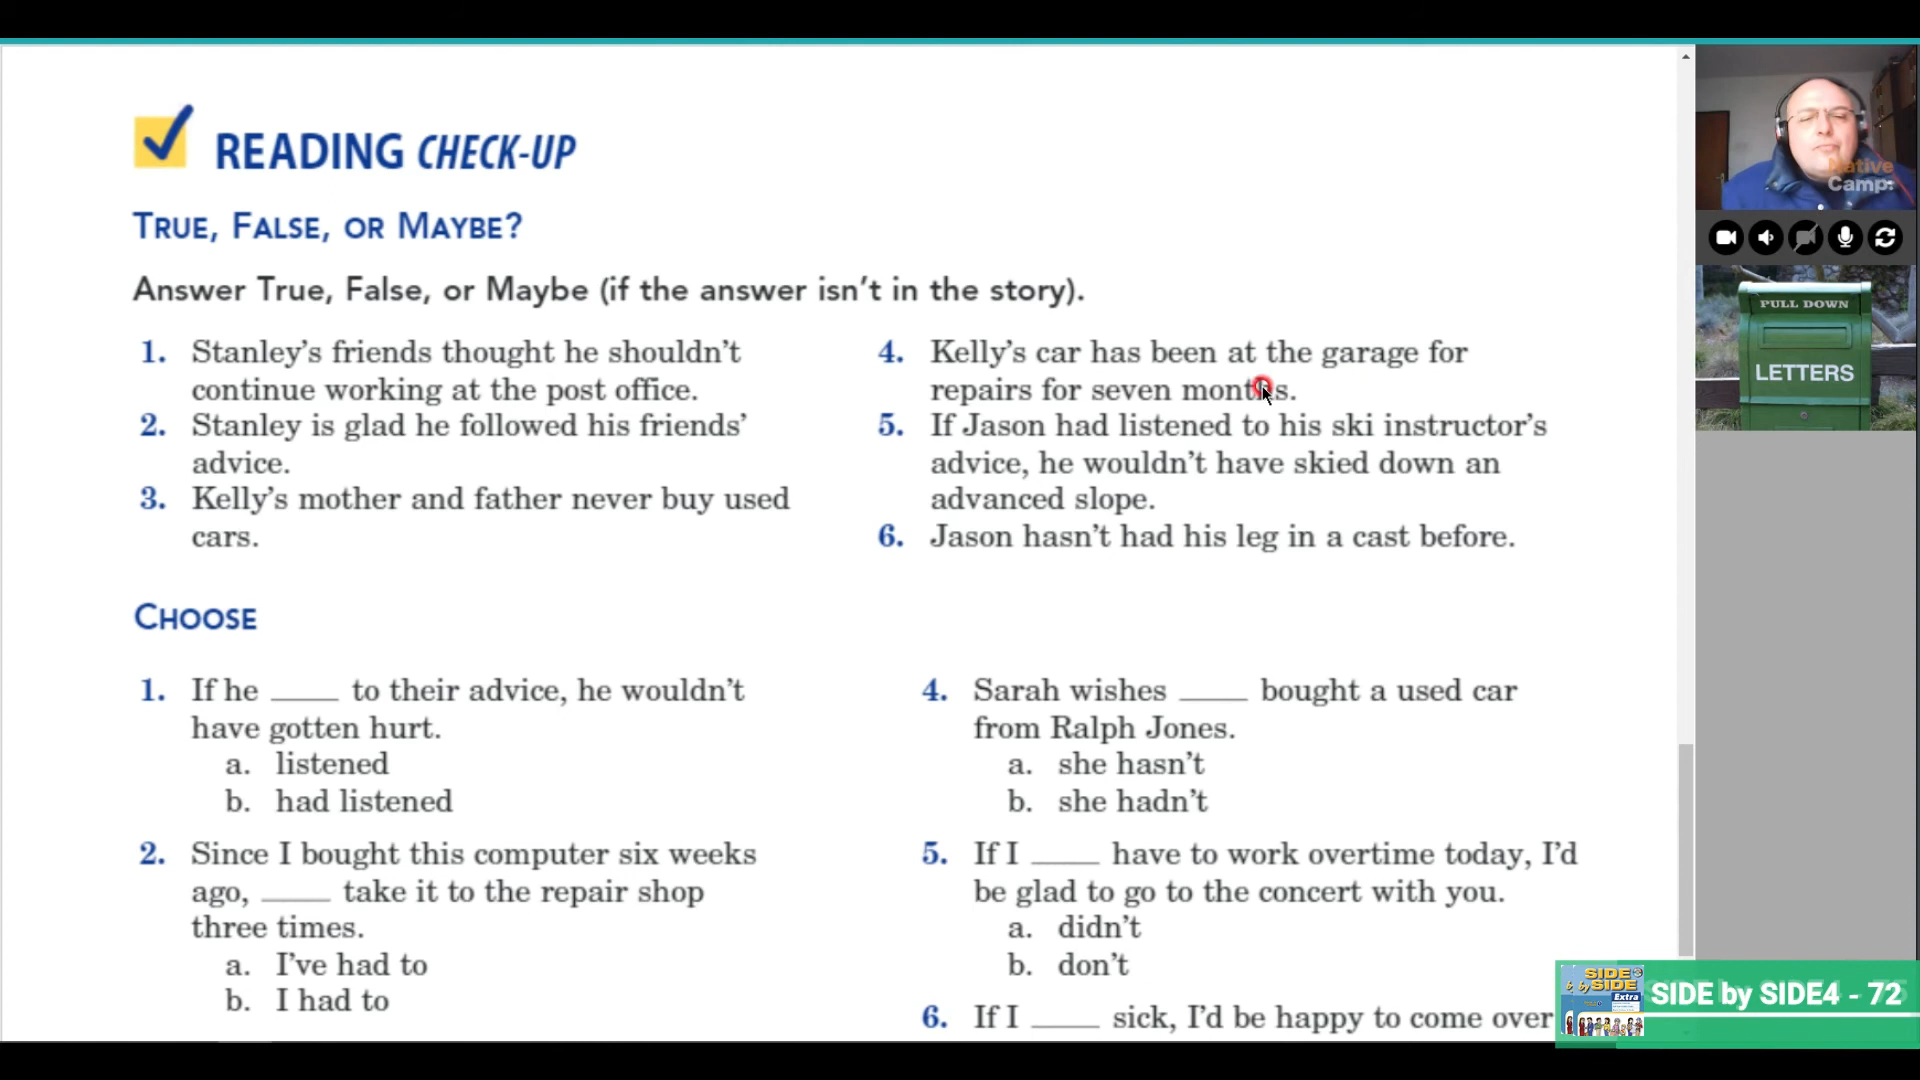 READING CHECK-UP
TRUE, FALSE, OR MAYBE?
Answer True, False, or Maybe (if the answer isn't in the story).
1. Stanley's friends thought he shouldn't
continue working at the post office.
2. Stanley is glad he followed his friends'
advice.
3. Kelly's mother and father never buy used
cars.
4. Kelly's car has been at the garage for
repairs for seven months.
5. If Jason had listened to his ski instructor's
advice, he wouldn't have skied down an
advanced slope.
6. Jason hasn't had his leg in a cast before.
CHOOSE
1. If he ____ to their advice, he wouldn't
have gotten hurt.
a. listened
b. had listened
2. Since I bought this computer six weeks
ago, ____ take it to the repair shop
three times.
a. I've had to
b. I had to
4. Sarah wishes ____ bought a used car
from Ralph Jones.
a. she hasn't
b. she hadn't
5. If I ____ have to work overtime today, I'd
be glad to go to the concert with you.
a. didn't
b. don't
6. If I ____ sick, I'd be happy to come over
Native
Camp.
PULL DOWN
LETTERS
SIDE
by SIDE
Extra
SIDE by SIDE4 - 72